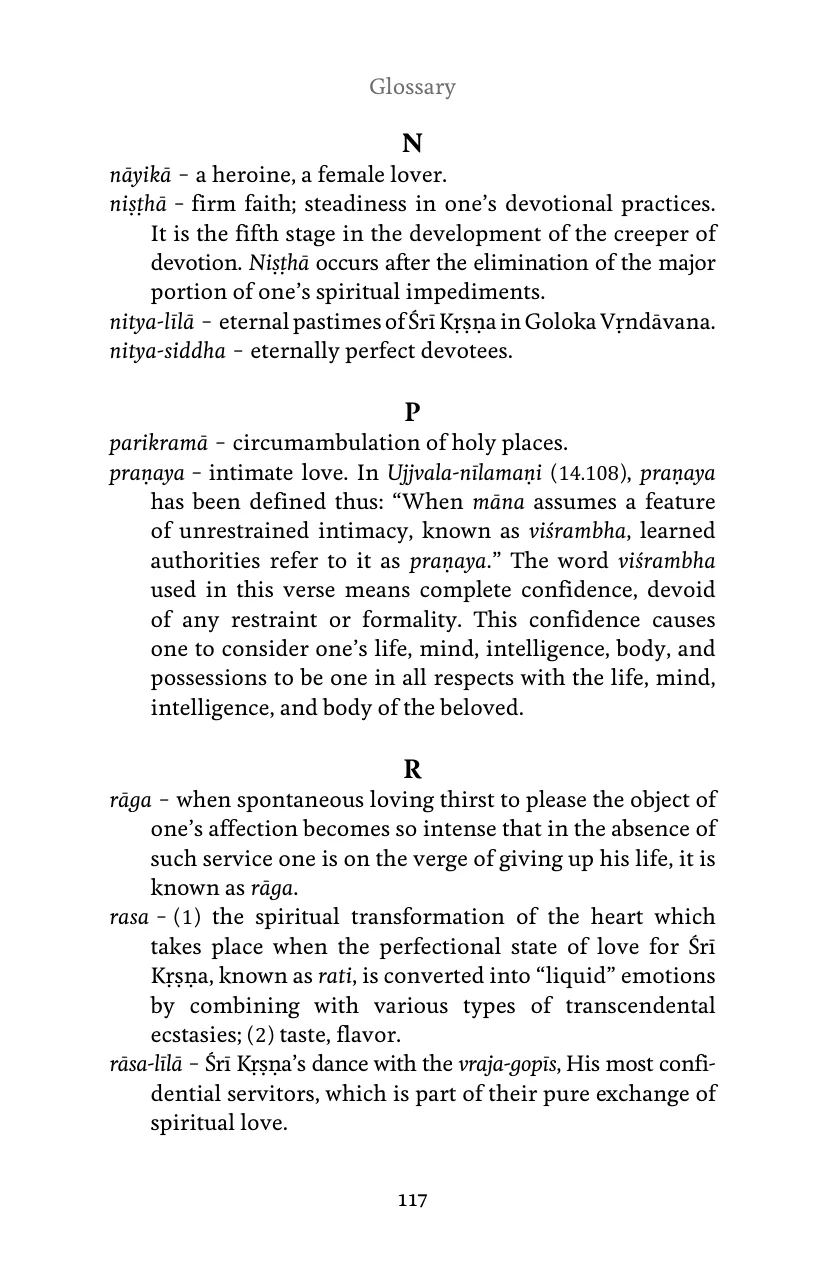 Glossary
N
nāyikā – a heroine, a female lover.
niṣṭhā – firm faith; steadiness in one’s devotional practices.
It is the fifth stage in the development of the creeper of
devotion. Niṣṭhā occurs after the elimination of the major
portion of one’s spiritual impediments.
nitya-līlā – eternal pastimes of Śrī Kṛṣṇa in Goloka Vṛndāvana.
nitya-siddha – eternally perfect devotees.
P
parikramā – circumambulation of holy places.
praṇaya – intimate love. In Ujjvala-nīlamaṇi (14.108), praṇaya
has been defined thus: “When māna assumes a feature
of unrestrained intimacy, known as viśrambha, learned
authorities refer to it as praṇaya.” The word viśrambha
used in this verse means complete confidence, devoid
of any restraint or formality. This confidence causes
one to consider one’s life, mind, intelligence, body, and
possessions to be one in all respects with the life, mind,
intelligence, and body of the beloved.
R
rāga – when spontaneous loving thirst to please the object of
one’s affection becomes so intense that in the absence of
such service one is on the verge of giving up his life, it is
known as rāga.
rasa – (1) the spiritual transformation of the heart which
takes place when the perfectional state of love for Śrī
Kṛṣṇa, known as rati, is converted into “liquid” emotions
by combining with various types of transcendental
ecstasies; (2) taste, flavor.
rāsa-līlā – Śrī Kṛṣṇa’s dance with the vraja-gopīs, His most confi-
dential servitors, which is part of their pure exchange of
spiritual love.
117